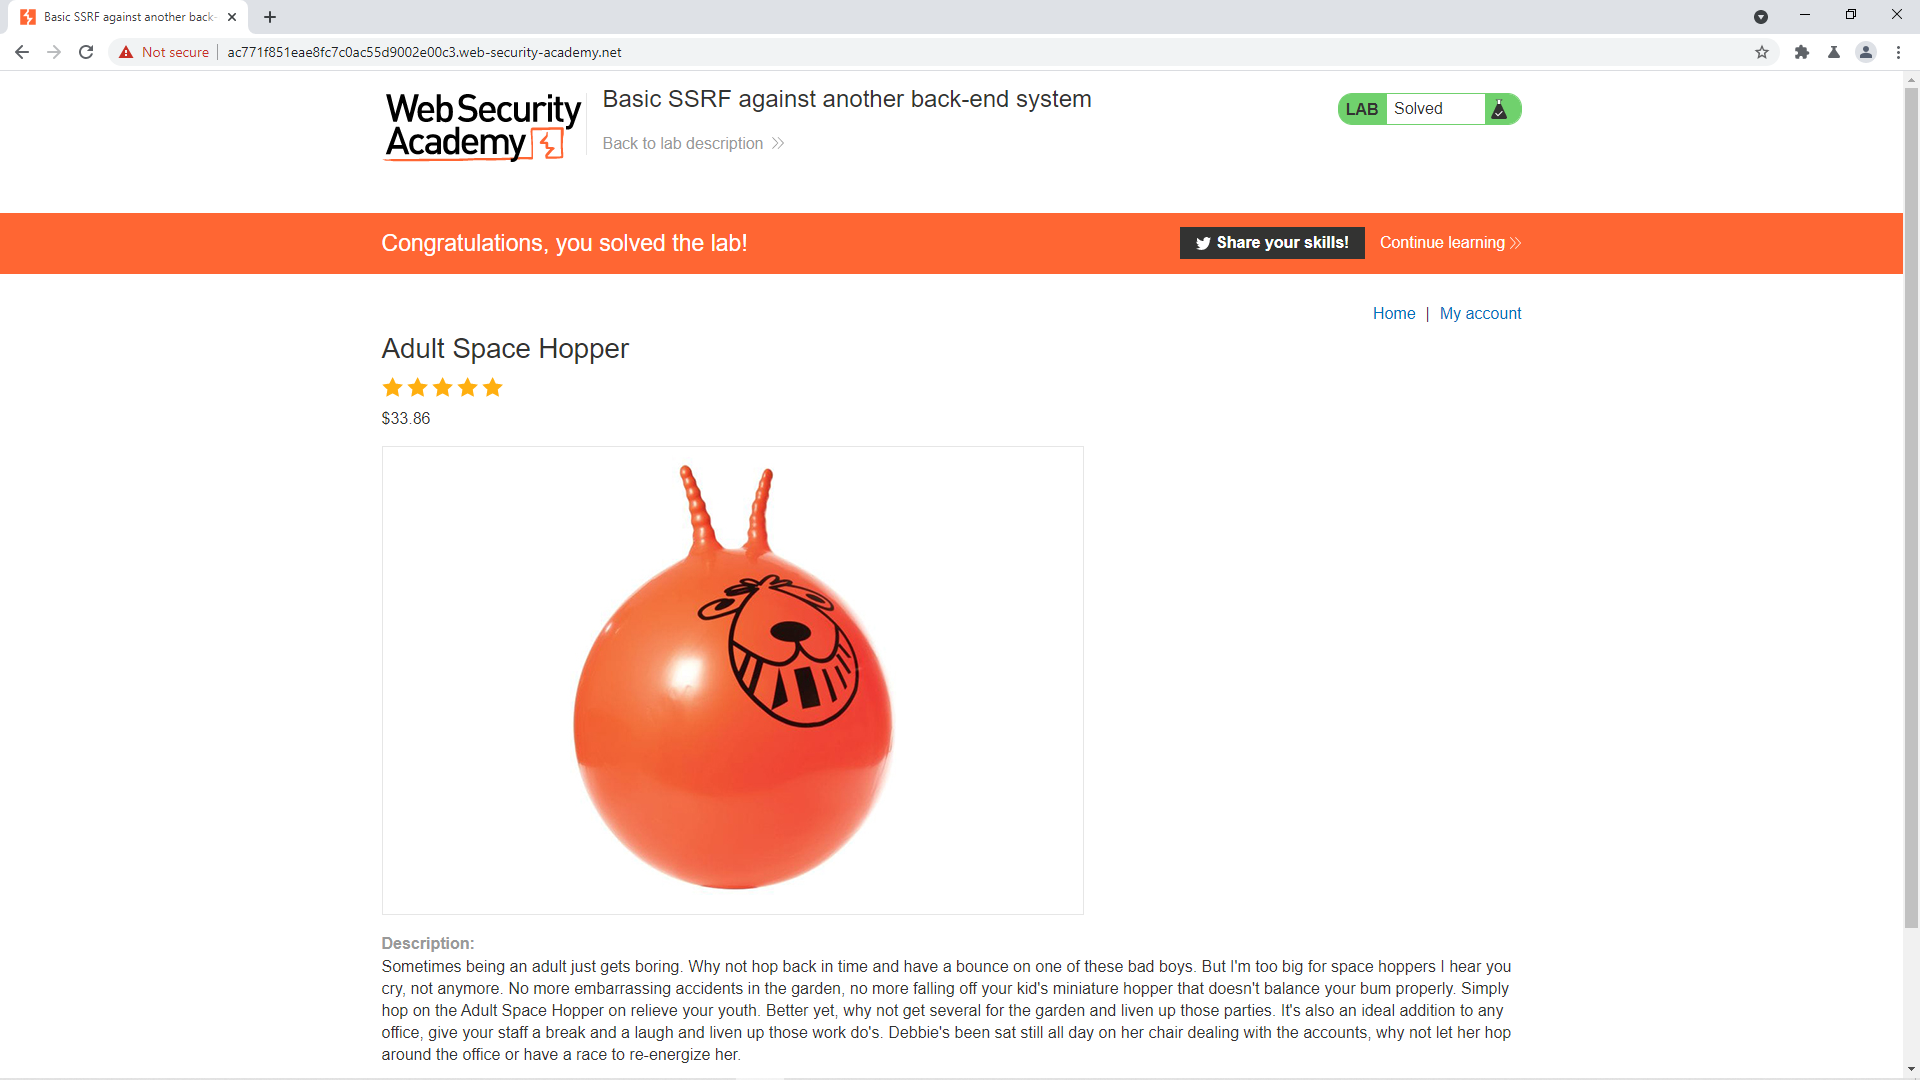 Basic SSRF against another back-
Not secure
ac771f851eae8fc7c0ac55d9002e00c3.web-security-academy.net
Web Security
Academy
Basic SSRF against another back-end system
Back to lab description
LAB
Solved
Congratulations, you solved the lab!
Share your skills!
Continue learning
Home | My account
Adult Space Hopper
$33.86
Description:
Sometimes being an adult just gets boring. Why not hop back in time and have a bounce on one of these bad boys. But I'm too big for space hoppers I hear you
cry, not anymore. No more embarrassing accidents in the garden, no more falling off your kid's miniature hopper that doesn't balance your bum properly. Simply
hop on the Adult Space Hopper on relieve your youth. Better yet, why not get several for the garden and liven up those parties. It's also an ideal addition to any
office, give your staff a break and a laugh and liven up those work do's. Debbie's been sat still all day on her chair dealing with the accounts, why not let her hop
around the office or have a race to re-energize her.